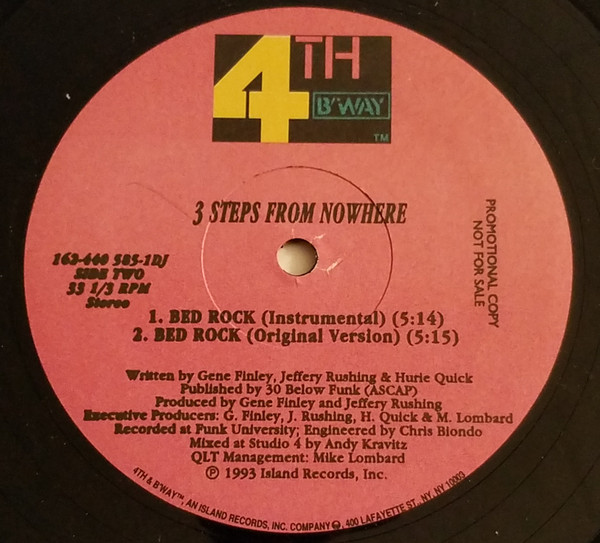 4TH
B'WAY
TM
3 STEPS FROM NOWHERE
162-440 585-1DJ
SIDE TWO
33 1/3 RPM
Stereo
PROMOTIONAL COPY
NOT FOR SALE
1. BED ROCK (Instrumental) (5:14)
2. BED ROCK (Original Version) (5:15)
Written by Gene Finley, Jeffery Rushing & Hurie Quick
Published by 30 Below Funk (ASCAP)
Produced by Gene Finley and Jeffery Rushing
Executive Producers: G. Finley, J. Rushing, H. Quick & M. Lombard
Recorded at Funk University; Engineered by Chris Biondo
Mixed at Studio 4 by Andy Kravitz
QLT Management: Mike Lombard
℗ 1993 Island Records, Inc.
4TH & B'WAY™, AN ISLAND RECORDS, INC. COMPANY , 400 LAFAYETTE ST, NY, NY 10003